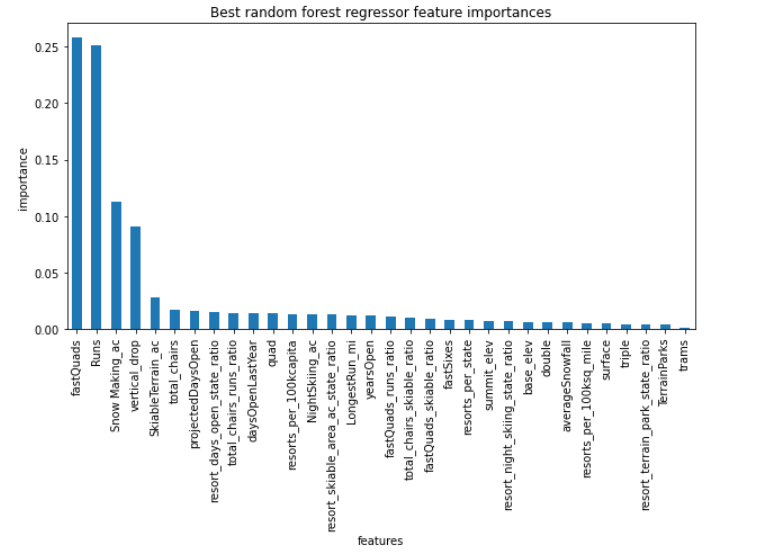 Best random forest regressor feature importances
importance
0.25
0.20
0.15
0.10
0.05
0.00
fastQuads
Runs
Snow Making_ac
vertical_drop
SkiableTerrain_ac
total_chairs
projectedDaysOpen
resort_days_open_state_ratio
total_chairs_runs_ratio
daysOpenLastYear
quad
resorts_per_100kcapita
NightSkiing_ac
resort_skiable_area_ac_state_ratio
LongestRun_mi
yearsOpen
fastQuads_runs_ratio
total_chairs_skiable_ratio
fastQuads_skiable_ratio
fastSixes
resorts_per_state
summit_elev
resort_night_skiing_state_ratio
base_elev
double
averageSnowfall
resorts_per_100ksq_mile
surface
triple
resort_terrain_park_state_ratio
TerrainParks
trams
features